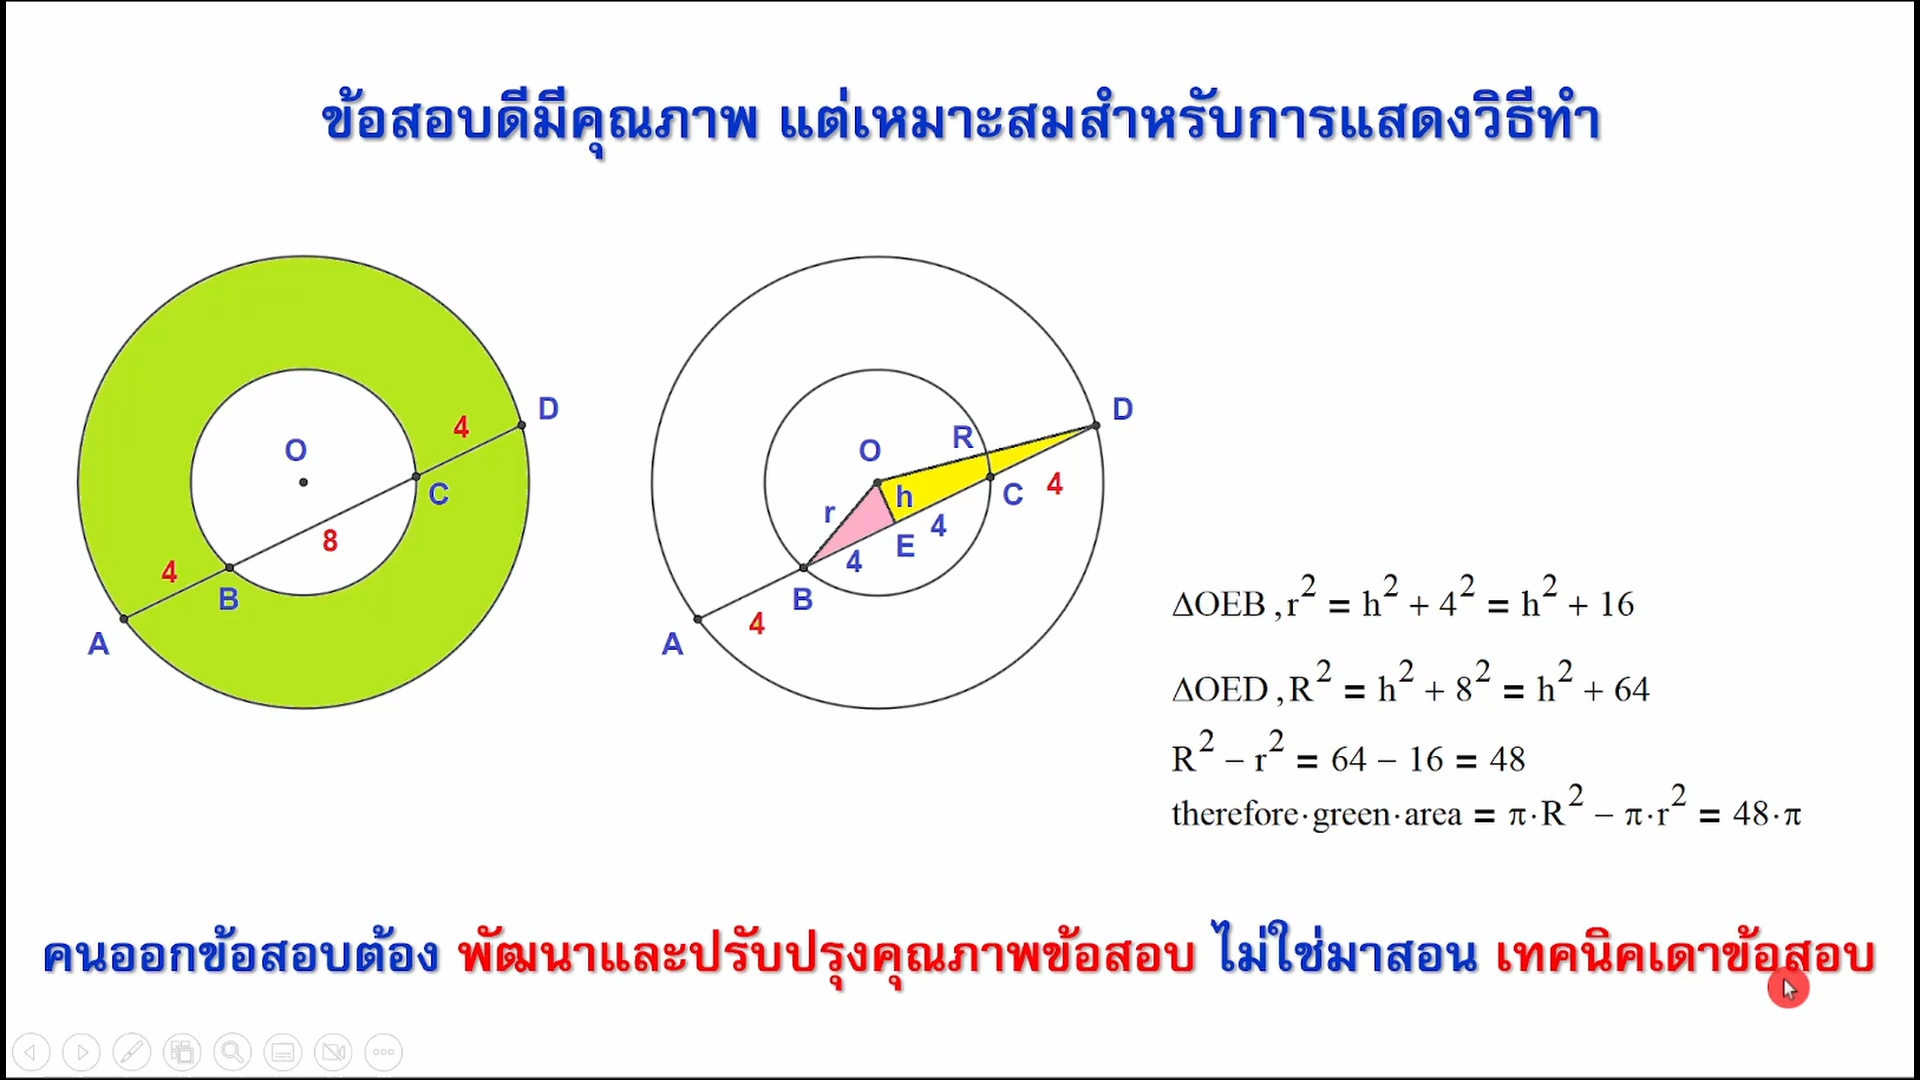 ข้อสอบดีมีคุณภาพ แต่เหมาะสมสำหรับการแสดงวิธีทำ
D
4
O
C
8
4
B
A
D
R
O
h
C
4
r
4
E
4
B
4
A
ΔOEB , r² = h² + 4² = h² + 16
ΔOED , R² = h² + 8² = h² + 64
R² − r² = 64 − 16 = 48
therefore·green·area = π·R² − π·r² = 48·π
คนออกข้อสอบต้อง พัฒนาและปรับปรุงคุณภาพข้อสอบ ไม่ใช่มาสอน เทคนิคเดาข้อสอบ